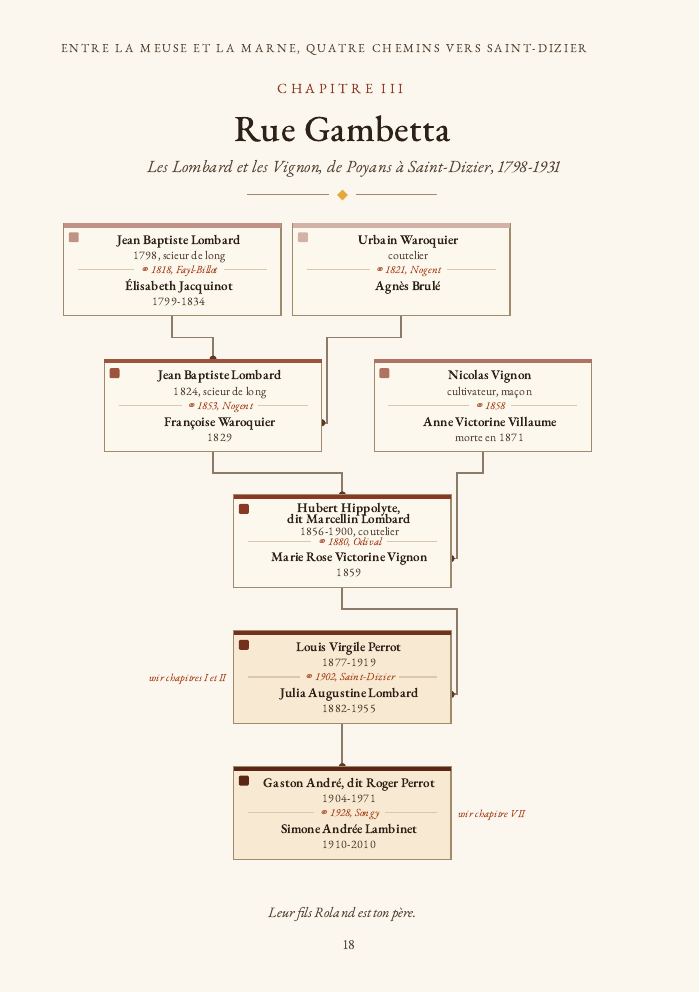 ENTRE LA MEUSE ET LA MARNE, QUATRE CHEMINS VERS SAINT-DIZIER
CHAPITRE III
Rue Gambetta
Les Lombard et les Vignon, de Poyans à Saint-Dizier, 1798-1931
Jean Baptiste Lombard
1798, scieur de long
⚭ 1818, Fayl-Billot
Élisabeth Jacquinot
1799-1834
Urbain Waroquier
coutelier
⚭ 1821, Nogent
Agnès Brulé
Jean Baptiste Lombard
1824, scieur de long
⚭ 1853, Nogent
Françoise Waroquier
1829
Nicolas Vignon
cultivateur, maçon
⚭ 1858
Anne Victorine Villaume
morte en 1871
Hubert Hippolyte,
dit Marcellin Lombard
1856-1900, coutelier
⚭ 1880, Odival
Marie Rose Victorine Vignon
1859
Louis Virgile Perrot
1877-1919
⚭ 1902, Saint-Dizier
Julia Augustine Lombard
1882-1955
voir chapitres I et II
Gaston André, dit Roger Perrot
1904-1971
⚭ 1928, Songy
Simone Andrée Lambinet
1910-2010
voir chapitre VII
Leur fils Roland est ton père.
18